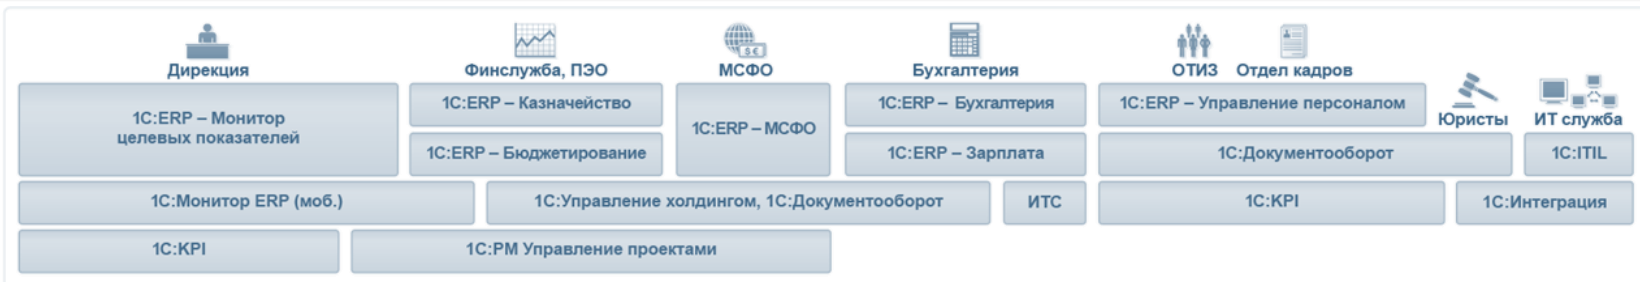 Дирекция
Финслужба, ПЭО
МСФО
Бухгалтерия
ОТИЗ
Отдел кадров
Юристы
ИТ служба
1С:ERP – Монитор
целевых показателей
1С:ERP – Казначейство
1С:ERP – Бюджетирование
1С:ERP – МСФО
$ €
1С:ERP – Бухгалтерия
1С:ERP – Зарплата
1С:ERP – Управление персоналом
1С:Документооборот
1С:ITIL
1С:Монитор ERP (моб.)
1С:Управление холдингом, 1С:Документооборот
ИТС
1С:KPI
1С:Интеграция
1С:KPI
1С:PM Управление проектами